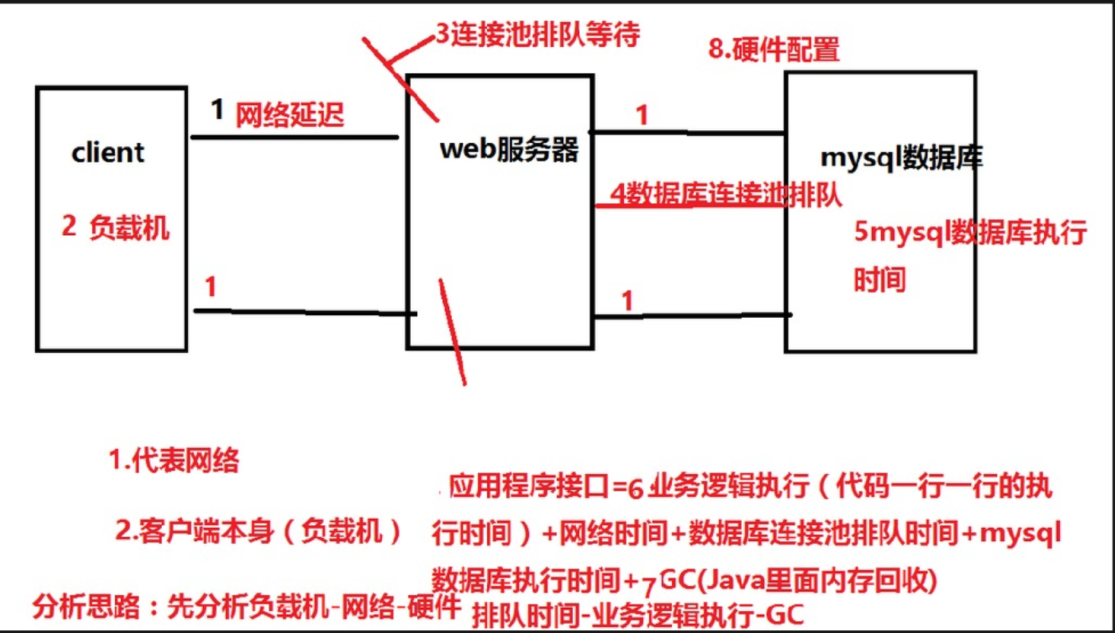 3连接池排队等待
8.硬件配置
1 网络延迟
1
client
web服务器
mysql数据库
4数据库连接池排队
2 负载机
5mysql数据库执行
时间
1
1
1.代表网络
应用程序接口=6业务逻辑执行（代码一行一行的执
2.客户端本身（负载机）
行时间）+网络时间+数据库连接池排队时间+mysql
数据库执行时间+7GC(Java里面内存回收)
分析思路：先分析负载机-网络-硬件
排队时间-业务逻辑执行-GC